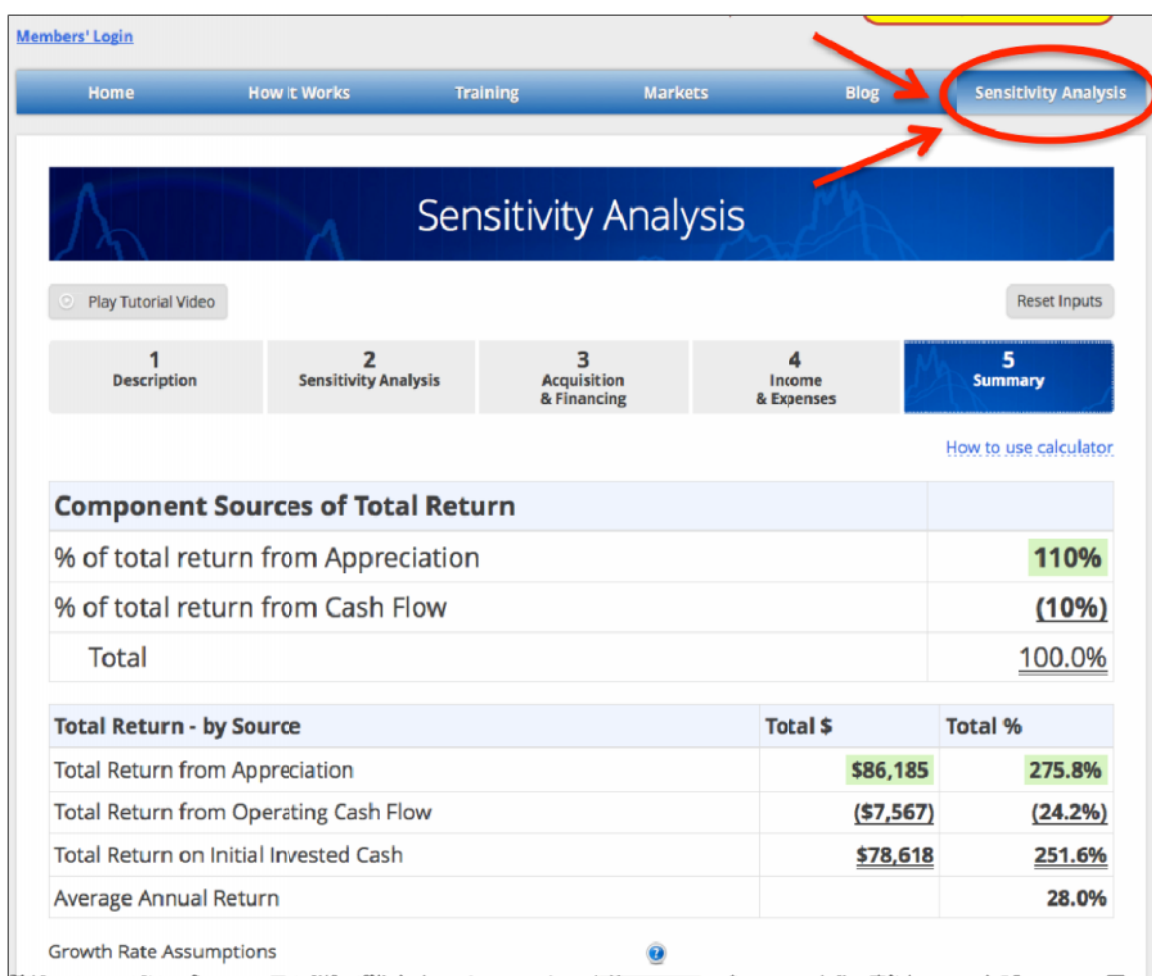 Members' Login
Home How it Works Training Markets Blog Sensitivity Analysis
Sensitivity Analysis
Play Tutorial Video Reset Inputs
1 2 3 4 5
Description Sensitivity Analysis Acquisition Income Summary
& Financing & Expenses
How to use calculator
Component Sources of Total Return
% of total return from Appreciation 110%
% of total return from Cash Flow (10%)
Total 100.0%
Total Return - by Source Total $ Total %
Total Return from Appreciation $86,185 275.8%
Total Return from Operating Cash Flow ($7,567) (24.2%)
Total Return on Initial Invested Cash $78,618 251.6%
Average Annual Return 28.0%
Growth Rate Assumptions ?